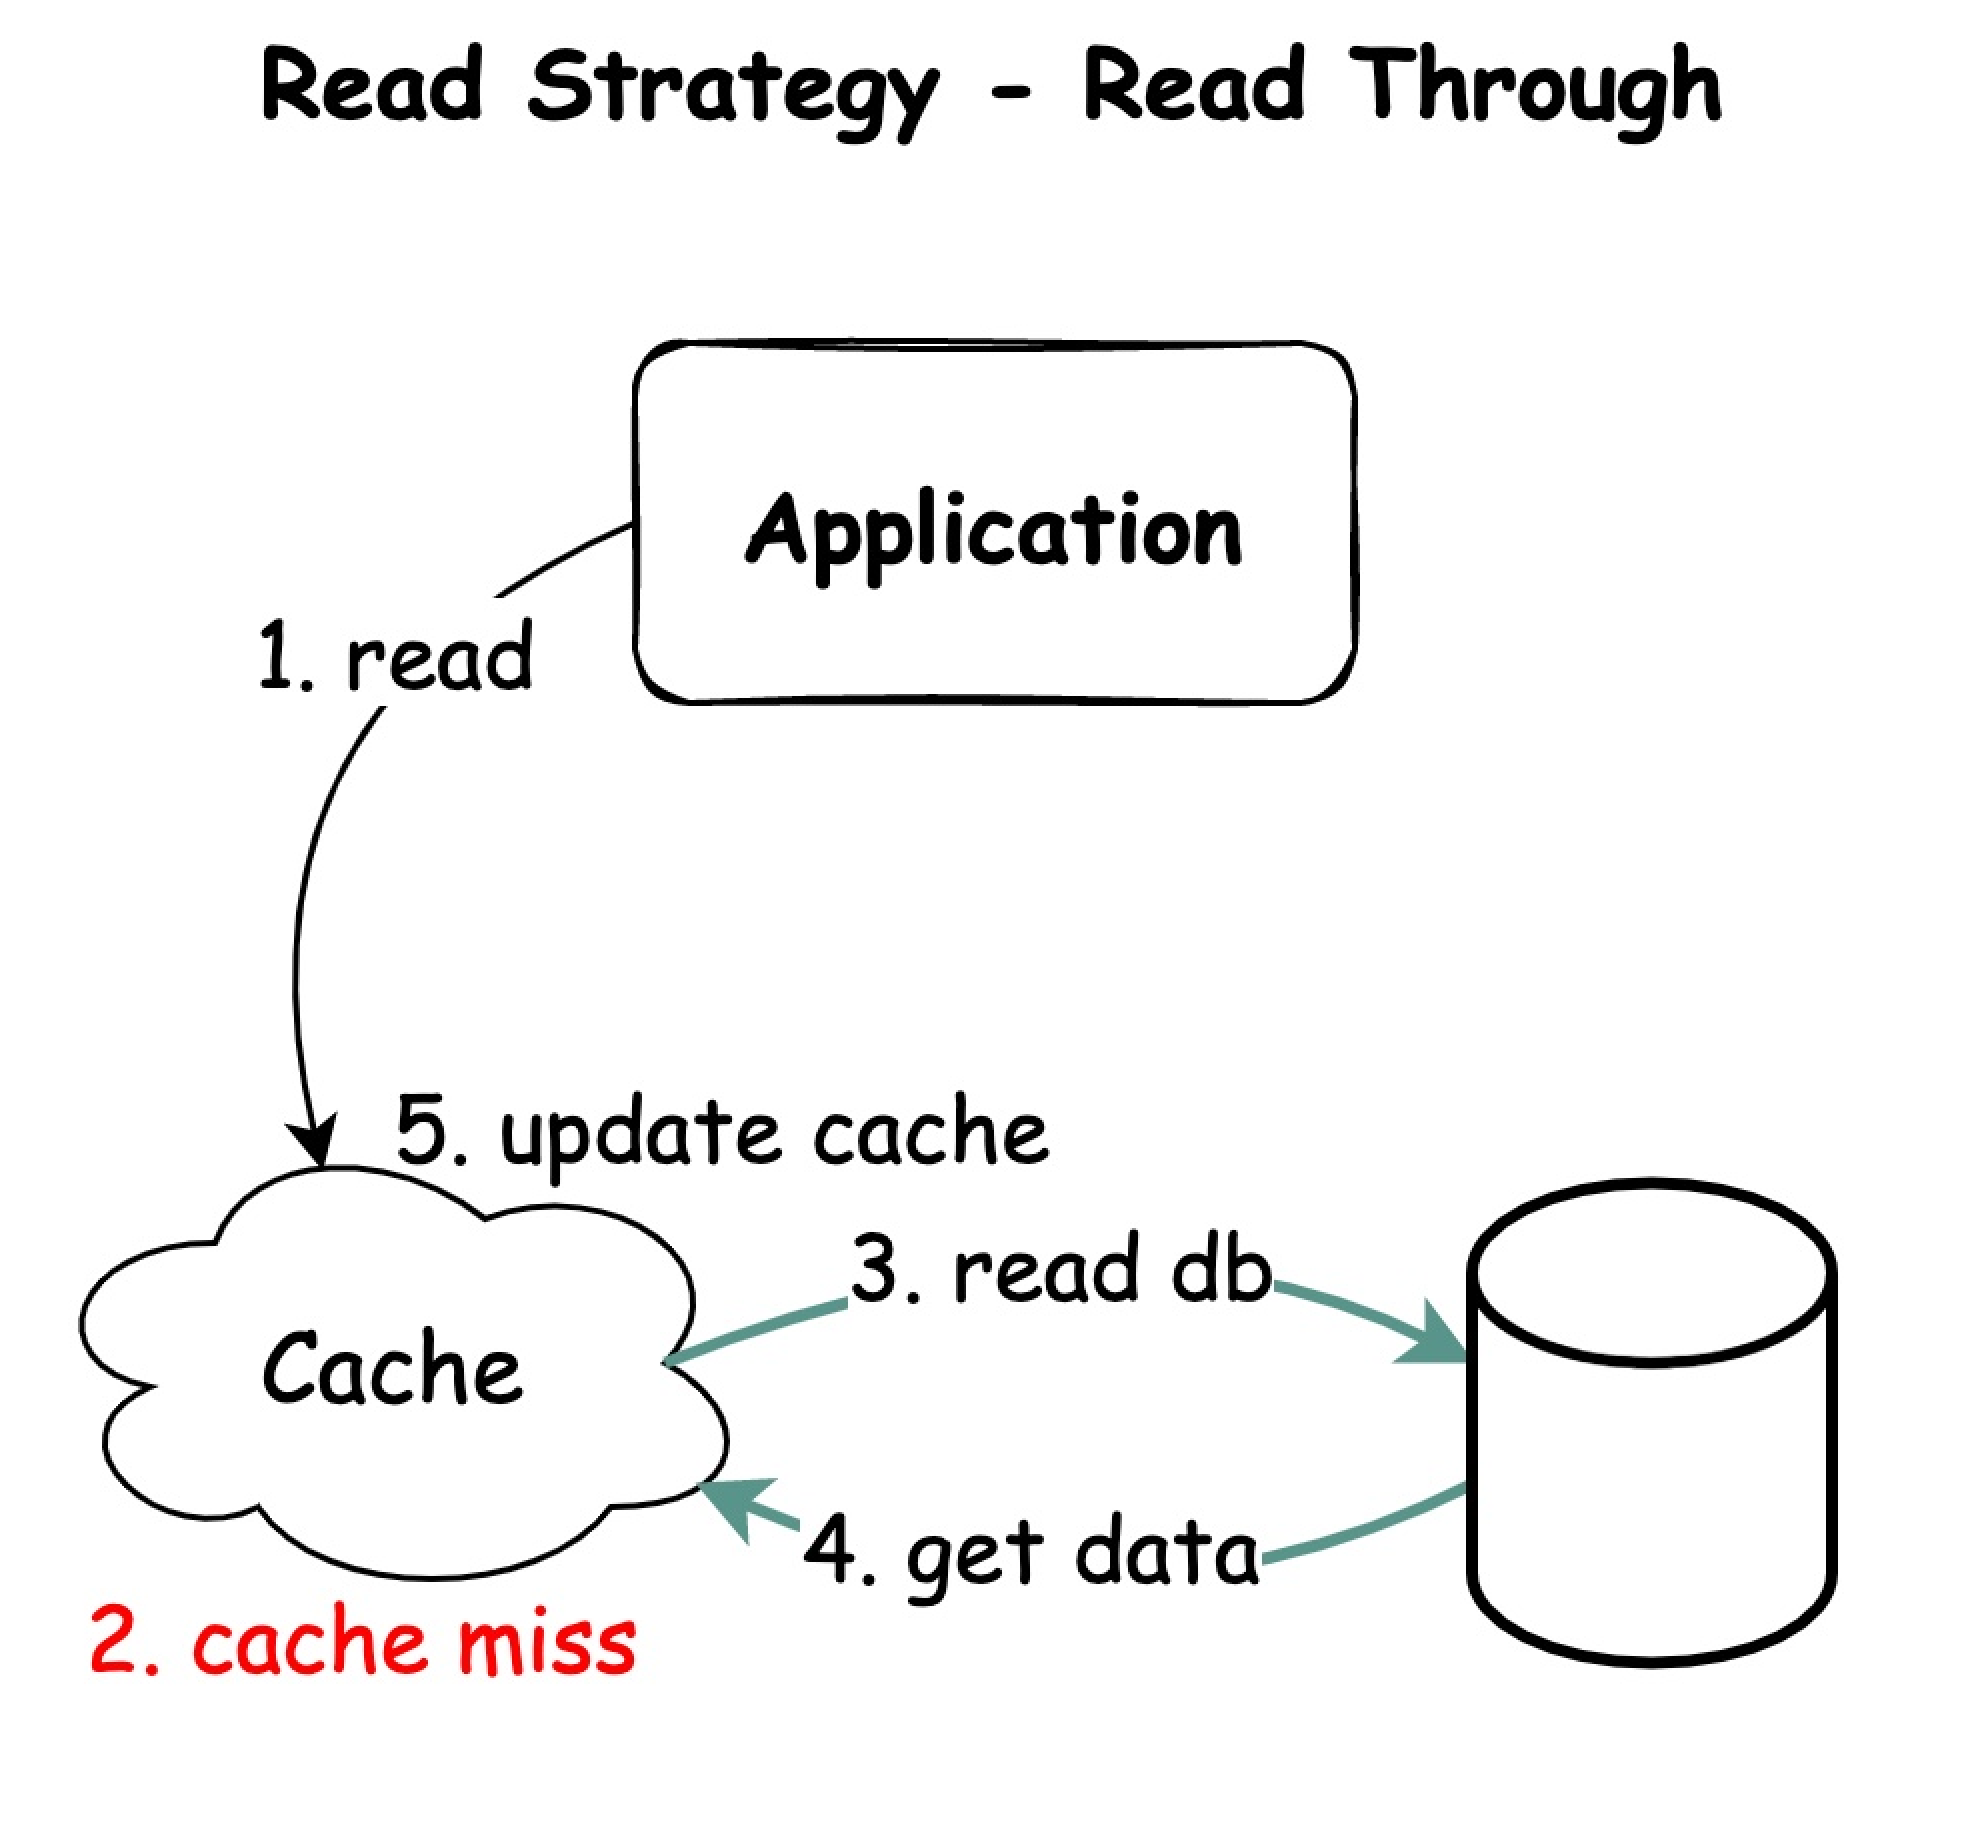 Read Strategy - Read Through
Application
1. read
5. update cache
3. read db
Cache
4. get data
2. cache miss